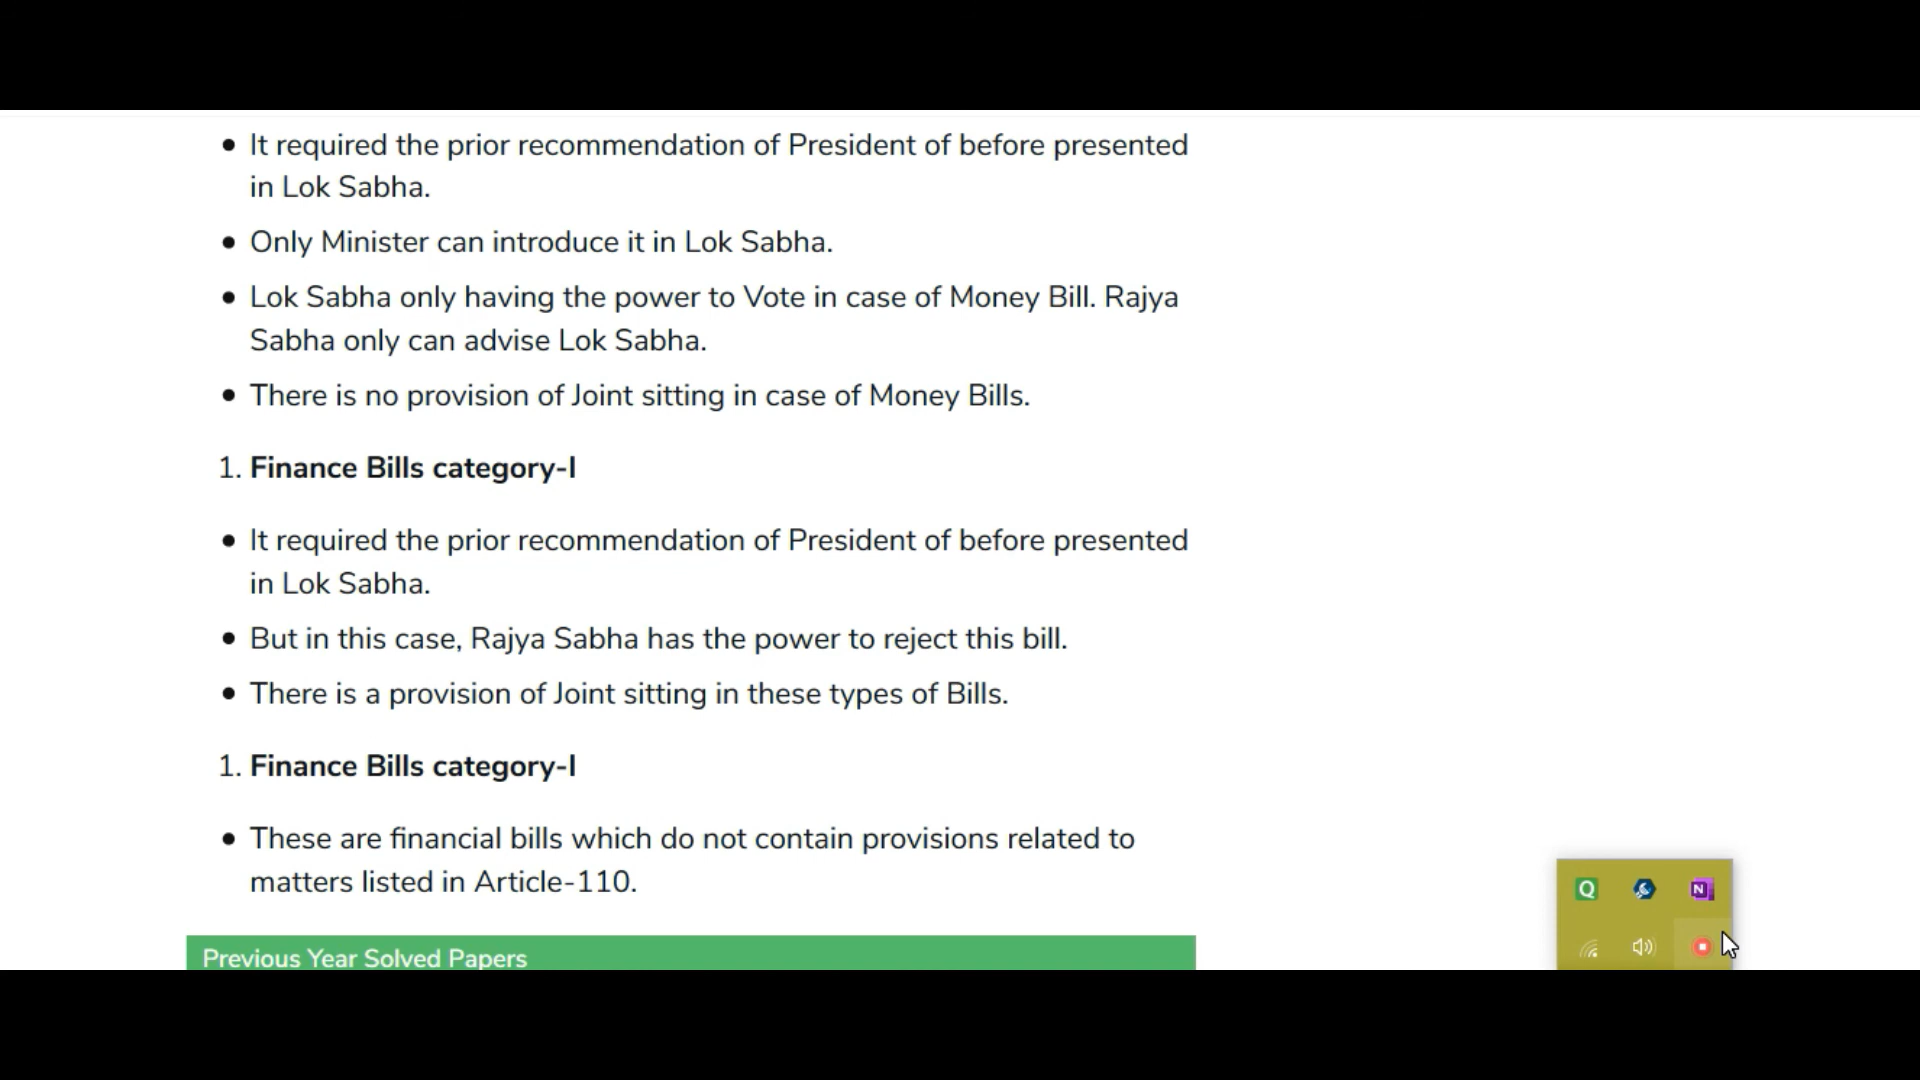 It required the prior recommendation of President of before presented
in Lok Sabha.
Only Minister can introduce it in Lok Sabha.
Lok Sabha only having the power to Vote in case of Money Bill. Rajya
Sabha only can advise Lok Sabha.
There is no provision of Joint sitting in case of Money Bills.
1. Finance Bills category-I
It required the prior recommendation of President of before presented
in Lok Sabha.
But in this case, Rajya Sabha has the power to reject this bill.
There is a provision of Joint sitting in these types of Bills.
1. Finance Bills category-I
These are financial bills which do not contain provisions related to
matters listed in Article-110.
Previous Year Solved Papers
Q
N